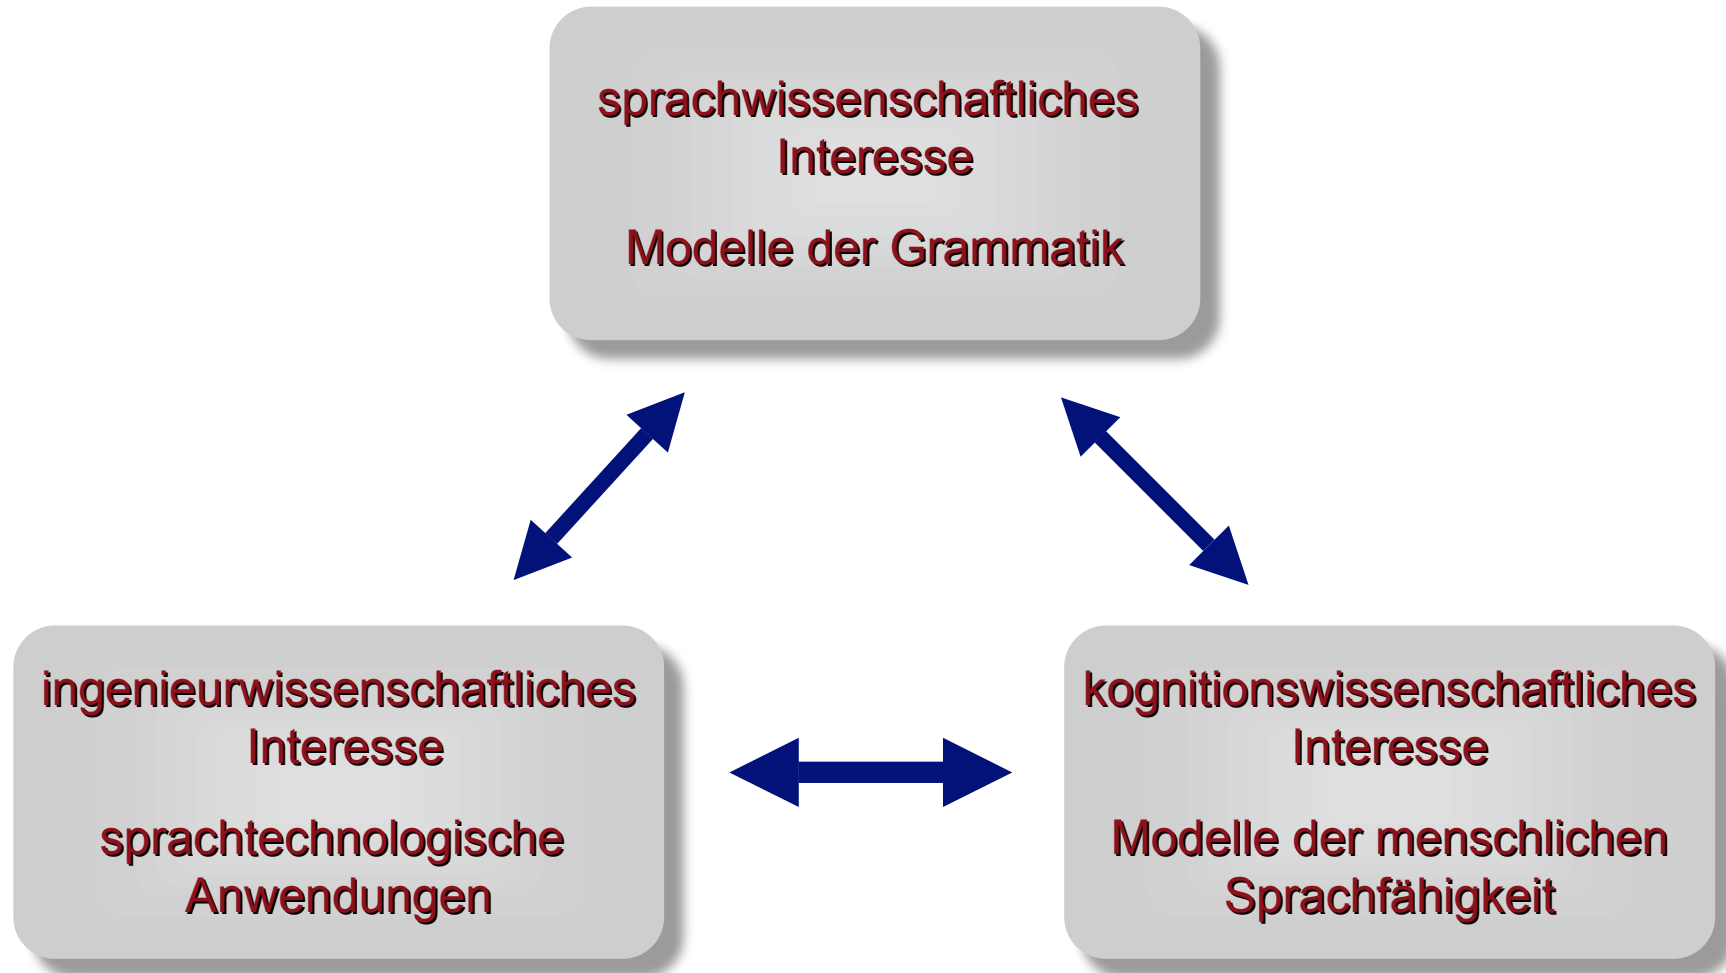 sprachwissenschaftliches
Interesse
Modelle der Grammatik
ingenieurwissenschaftliches
Interesse
sprachtechnologische
Anwendungen
kognitionswissenschaftliches
Interesse
Modelle der menschlichen
Sprachfähigkeit